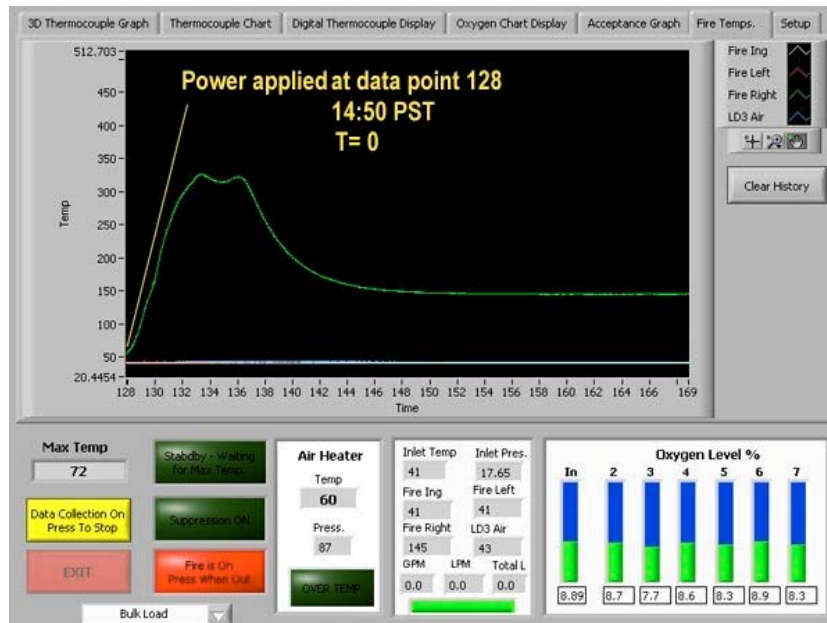 3D Thermocouple Graph
Thermocouple Chart
Digital Thermocouple Display
Oxygen Chart Display
Acceptance Graph
Fire Temps.
Setup
512.703
450
400
350
300
250
200
150
100
50
20.4454
Temp
Power applied at data point 128
14:50 PST
T= 0
128 130 132 134 136 138 140 142 144 146 148 150 152 154 156 158 160 162 164 166 169
Time
Fire Ing
Fire Left
Fire Right
LD3 Air
Clear History
Max Temp
72
Data Collection On
Press To Stop
EXIT
Stabdby - Waiting
for Max Temp.
Suppression ON
Fire is On
Press When Out
Bulk Load
Air Heater
Temp
60
Press.
87
OVER TEMP
Inlet Temp Inlet Pres.
41 17.65
Fire Ing Fire Left
41 41
Fire Right LD3 Air
145 43
GPM LPM Total L
0.0 0.0 0.0
Oxygen Level %
In 2 3 4 5 6 7
8.89 8.7 7.7 8.6 8.3 8.9 8.3